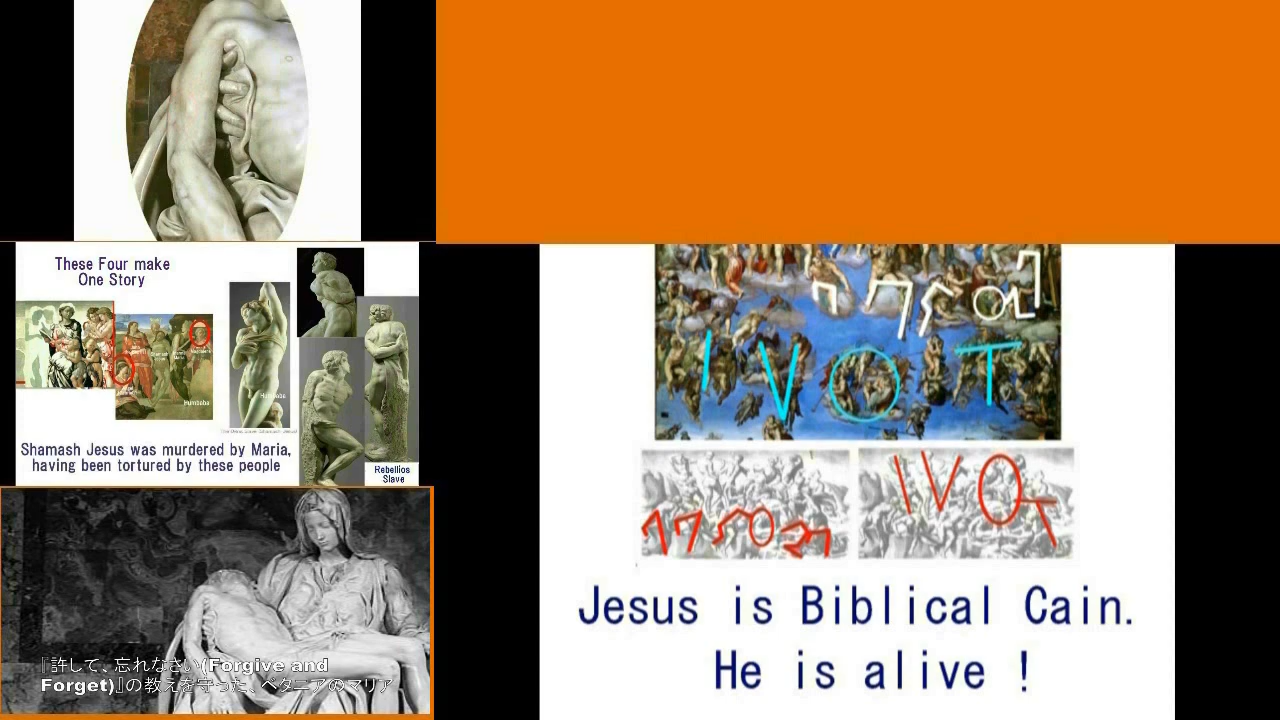 These Four make
One Story
Humbaba
Humbaba
Shamash Jesus was murdered by Maria,
having been tortured by these people
Rebellios
Slave
『許して、忘れなさい(Forgive and
Forget)』の教えを守った、ベタニアのマリア
IVOT
IVOT
Jesus is Biblical Cain.
He is alive !